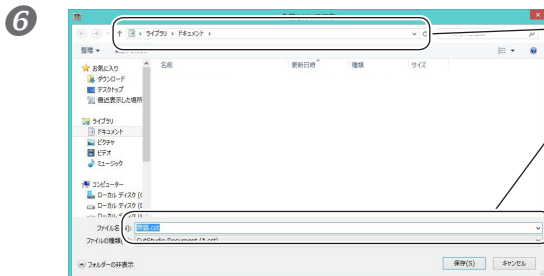 6
ライブラリ ▸ ドキュメント
整理 ▾
お気に入り
ダウンロード
デスクトップ
最近表示した場所
名前 更新日時 種類 サイズ
ライブラリ
ドキュメント
ピクチャ
ビデオ
ミュージック
コンピューター
ローカル ディスク (C
ローカル ディスク (
ファイル名(N):
ファイルの種類(T): CutStudio Document (*.cst)
フォルダーの非表示
保存(S) キャンセル